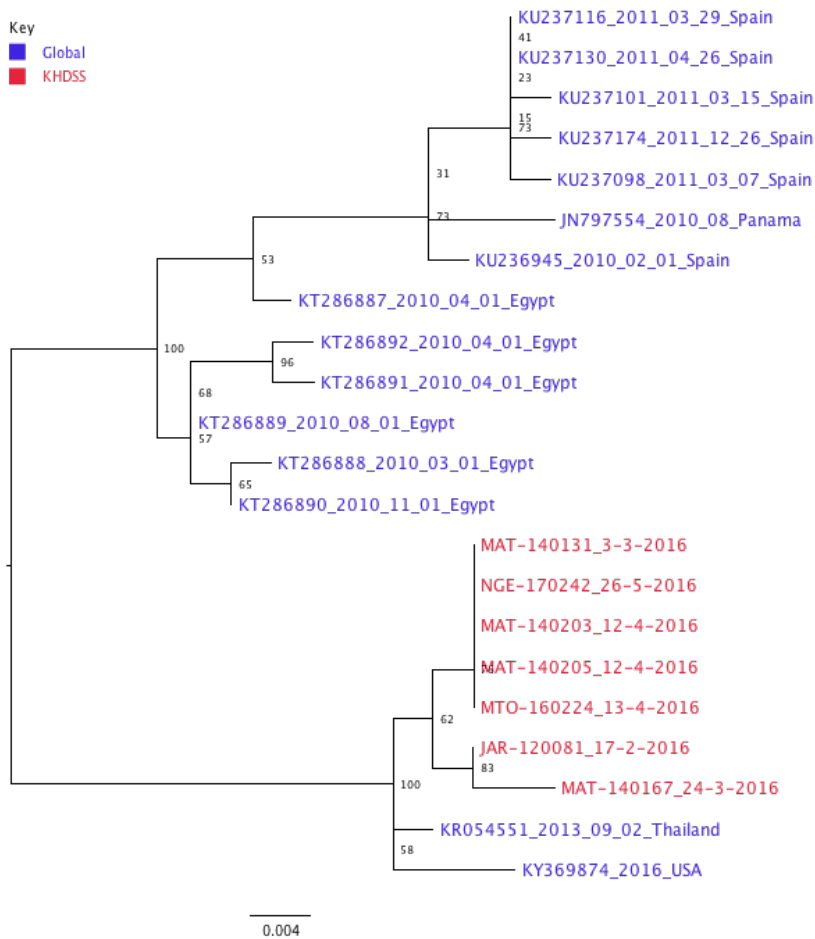 Key
Global
KHDSS
KU237116_2011_03_29_Spain
41
KU237130_2011_04_26_Spain
23
KU237101_2011_03_15_Spain
15
73
KU237174_2011_12_26_Spain
31
KU237098_2011_03_07_Spain
73
JN797554_2010_08_Panama
53
KU236945_2010_02_01_Spain
KT286887_2010_04_01_Egypt
100
KT286892_2010_04_01_Egypt
96
KT286891_2010_04_01_Egypt
68
KT286889_2010_08_01_Egypt
57
KT286888_2010_03_01_Egypt
65
KT286890_2010_11_01_Egypt
MAT-140131_3-3-2016
NGE-170242_26-5-2016
MAT-140203_12-4-2016
MAT-140205_12-4-2016
MTO-160224_13-4-2016
62
JAR-120081_17-2-2016
83
100
MAT-140167_24-3-2016
KR054551_2013_09_02_Thailand
58
KY369874_2016_USA
0.004